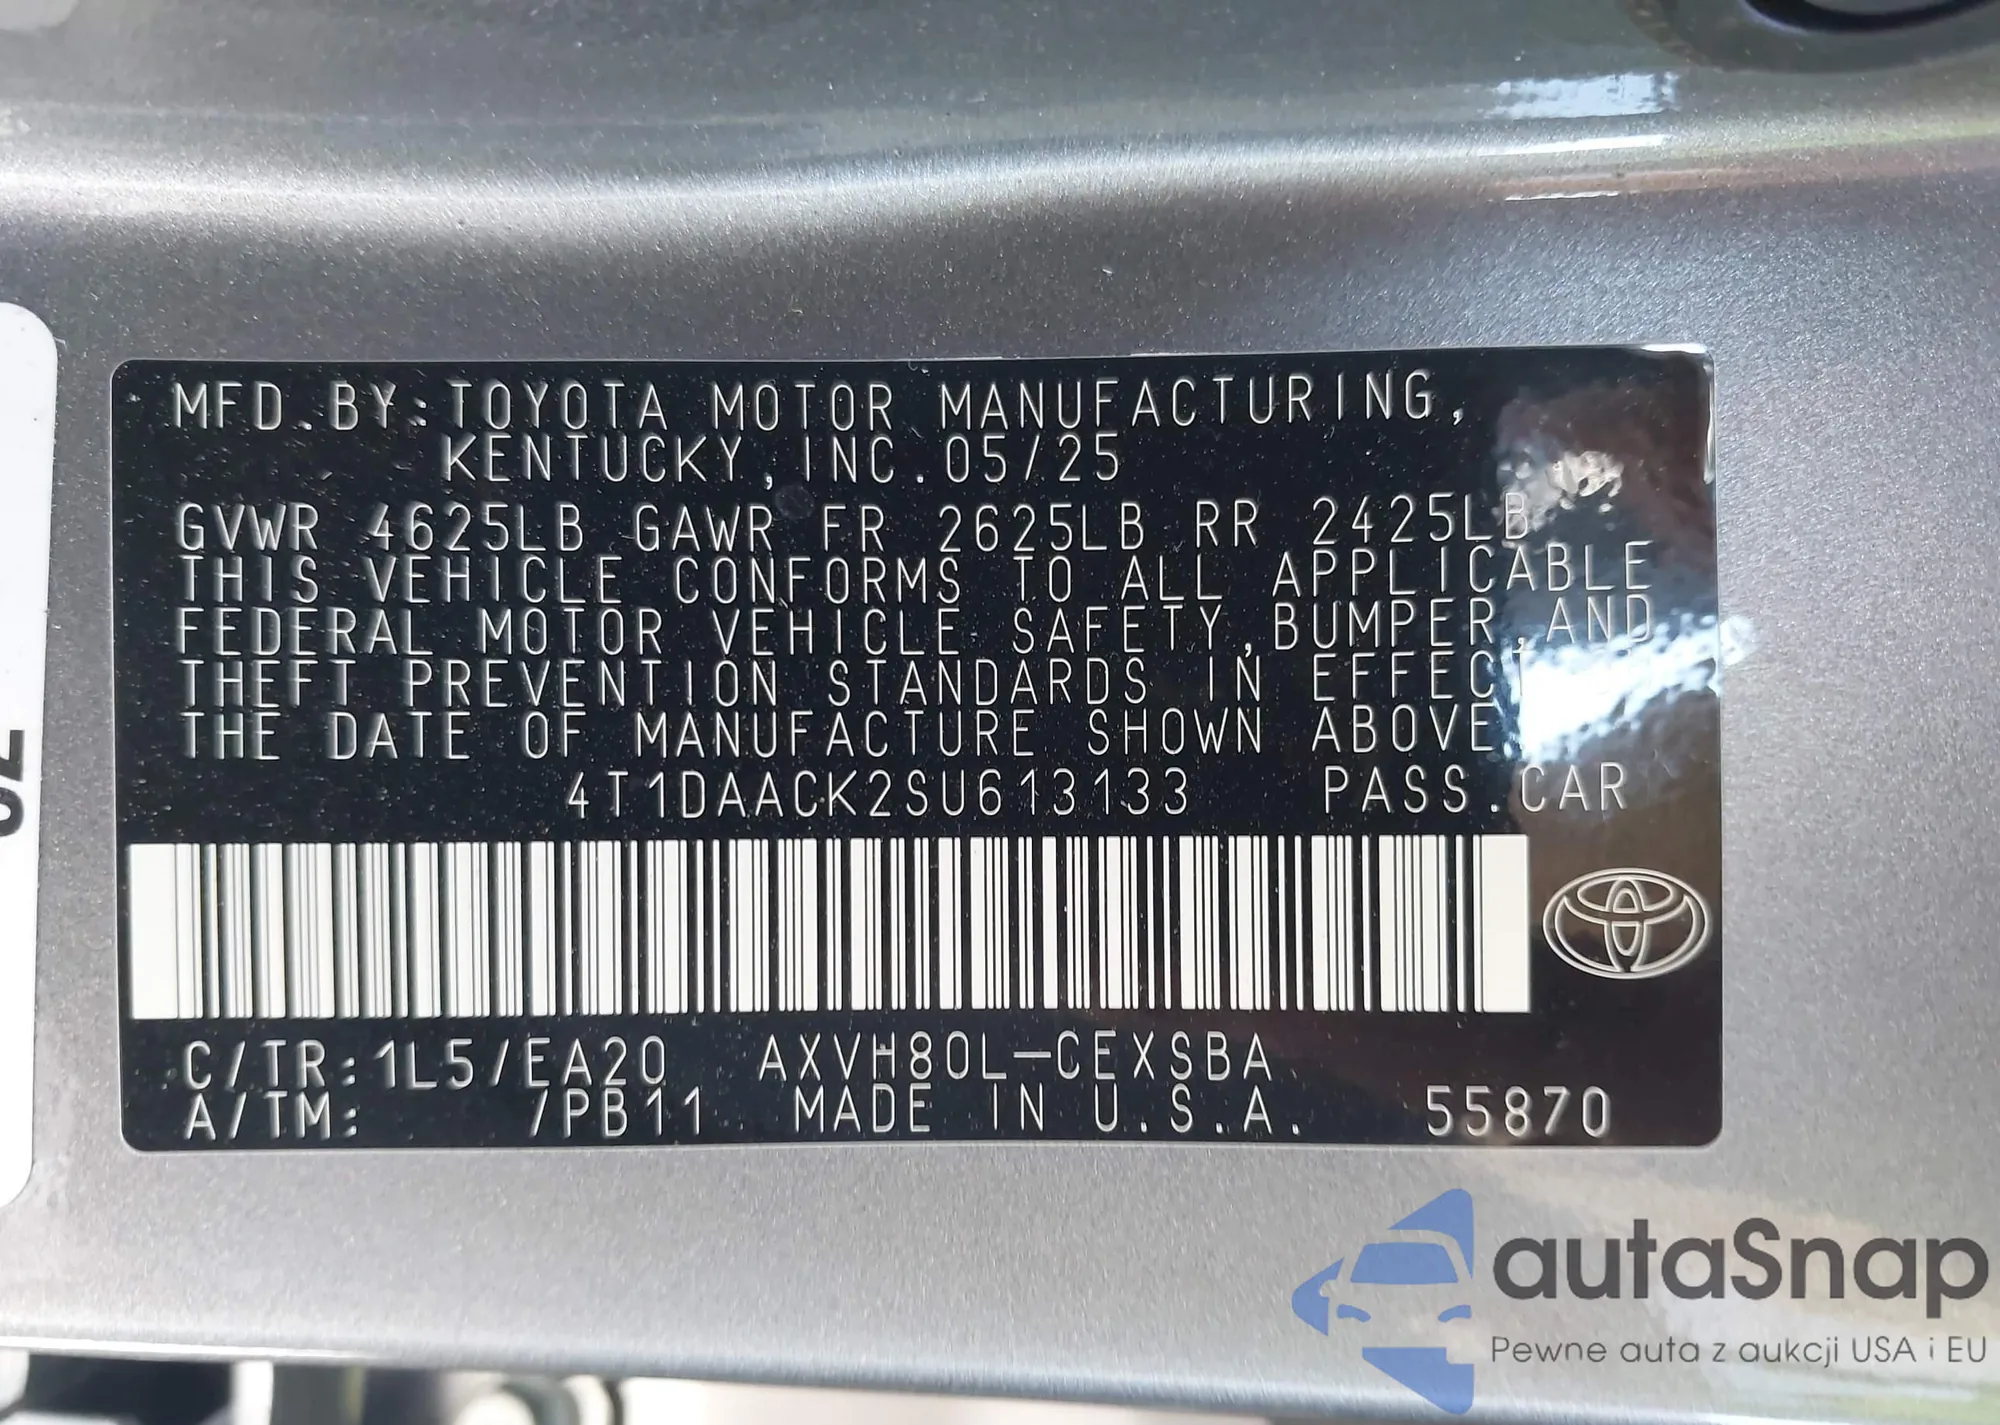 MFD.BY:TOYOTA MOTOR MANUFACTURING,
KENTUCKY,INC.05/25
GVWR 4625LB GAWR FR 2625LB RR 2425LB
THIS VEHICLE CONFORMS TO ALL APPLICABLE
FEDERAL MOTOR VEHICLE SAFETY,BUMPER,AND
THEFT PREVENTION STANDARDS IN EFFECT
THE DATE OF MANUFACTURE SHOWN ABOVE.
4T1DAACK2SU613133 PASS.CAR
C/TR:1L5/EA20 AXVH80L-CEXSBA
A/TM: /PB11 MADE IN U.S.A. 55870
autaSnap
Pewne auta z aukcji USA i EU